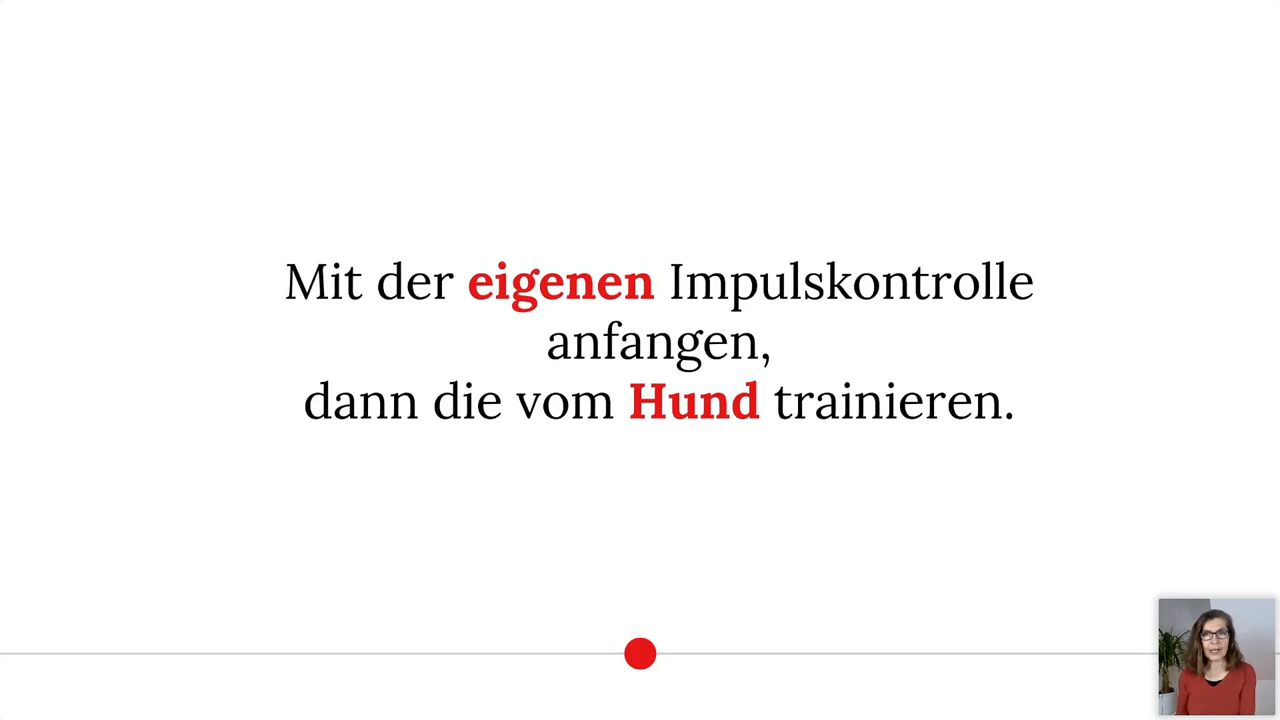 Mit der eigenen Impulskontrolle
anfangen,
dann die vom Hund trainieren.